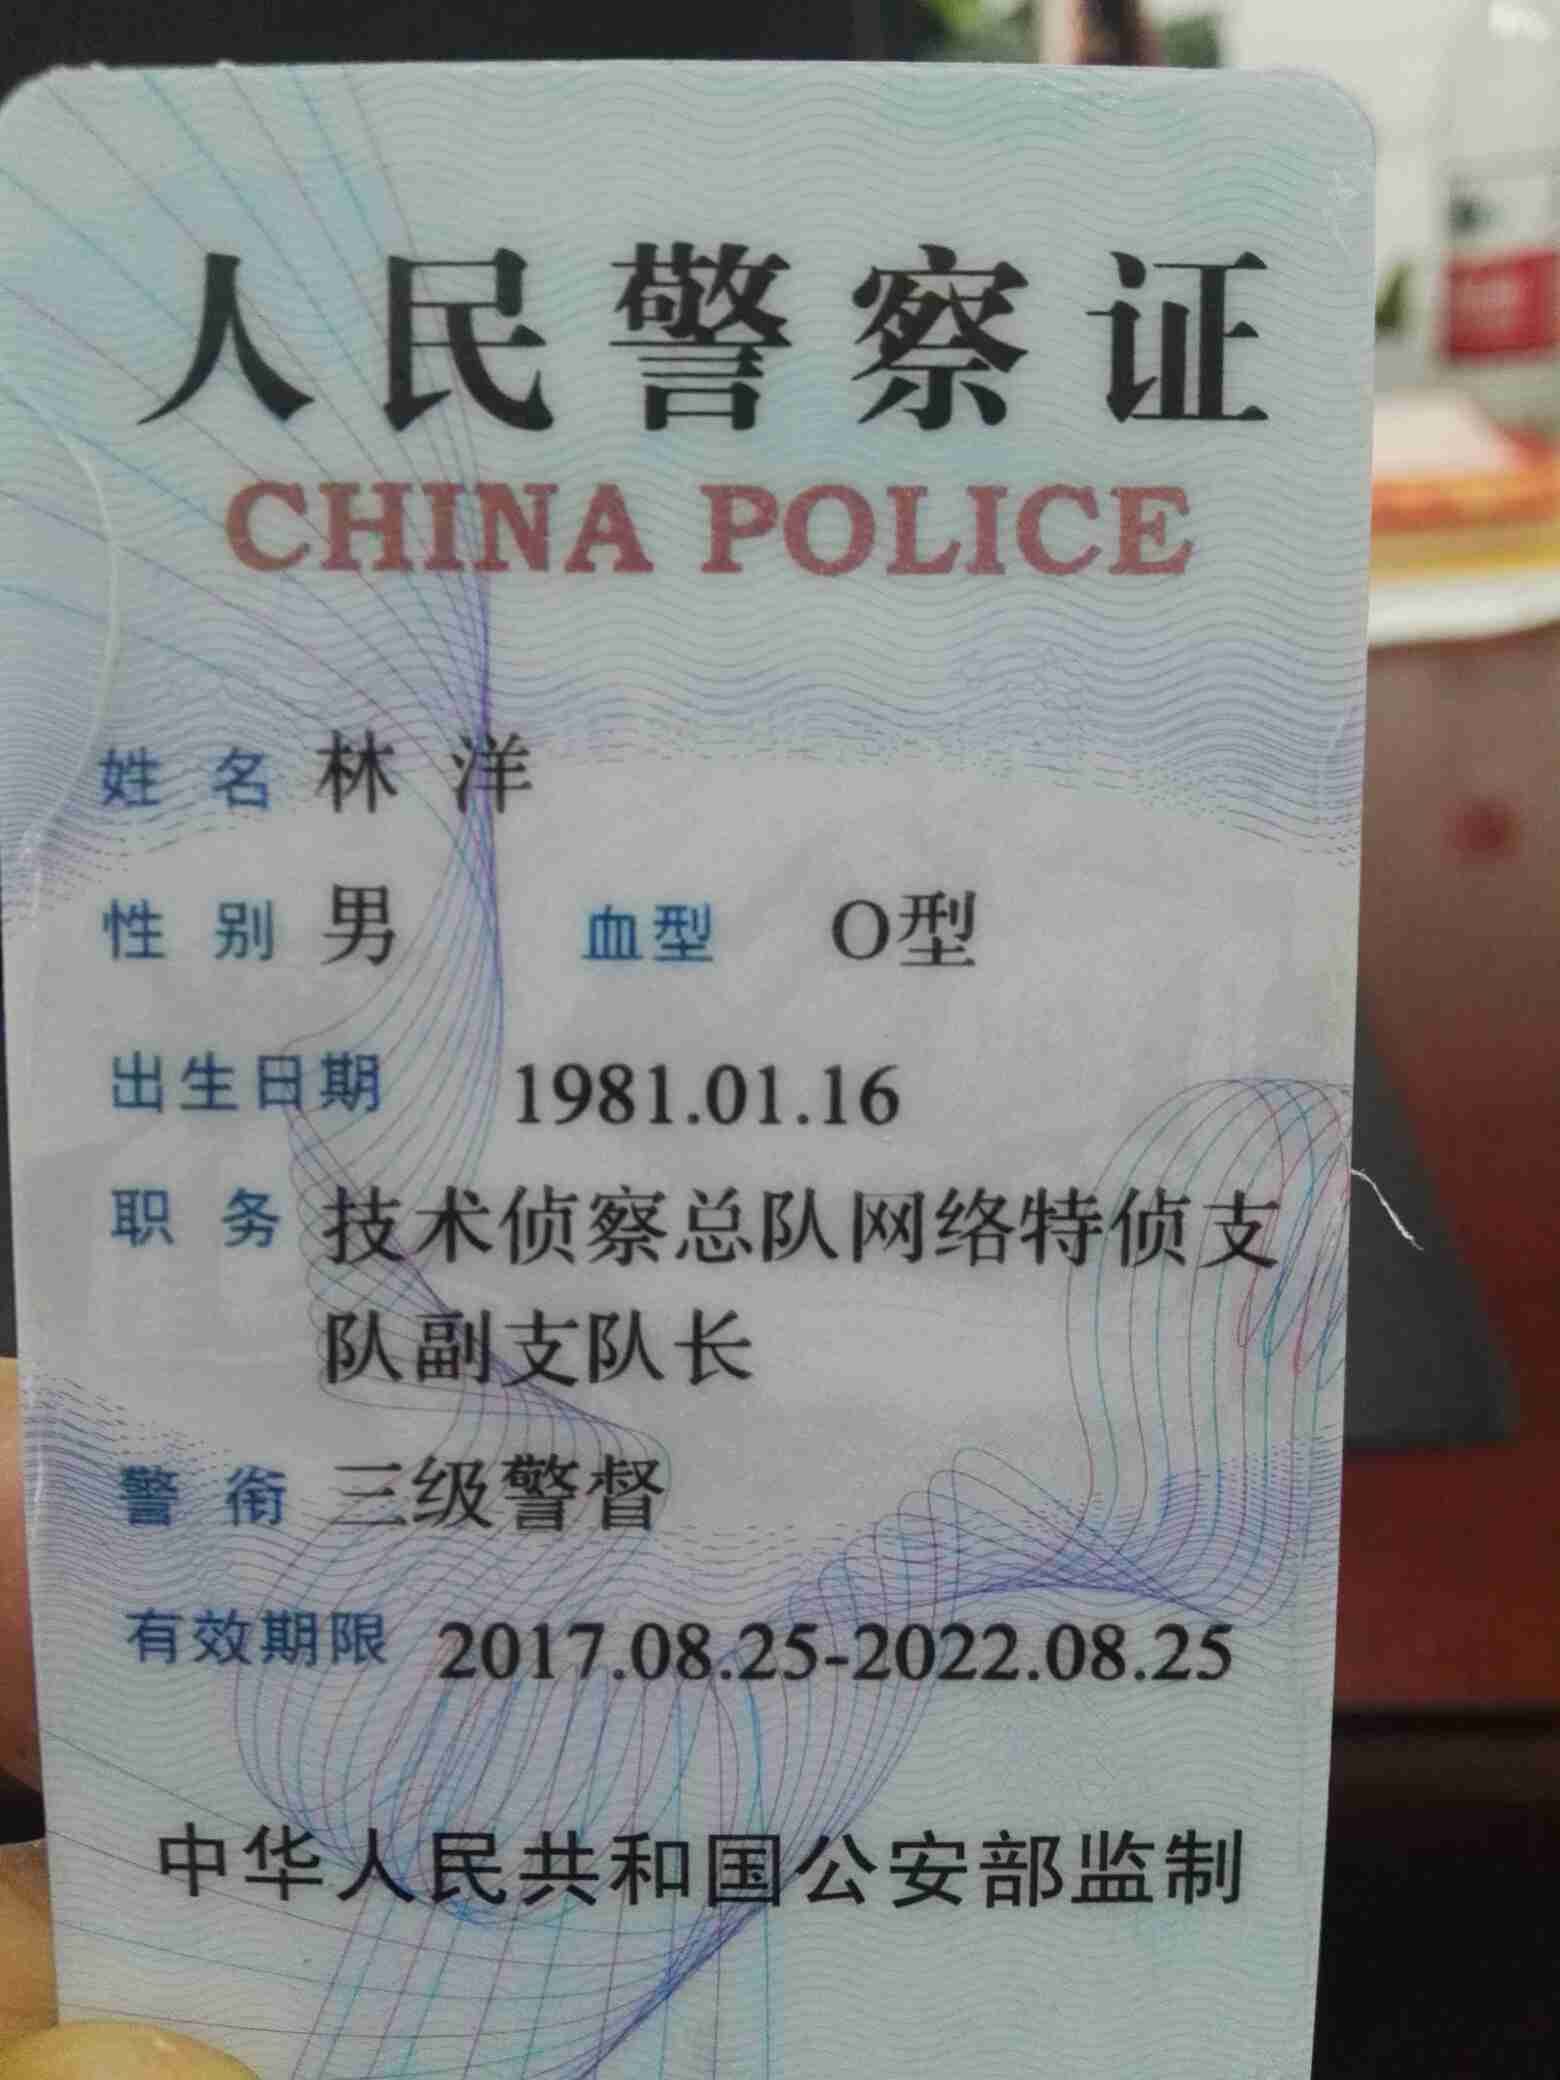 人民警察证
CHINA POLICE
姓 名 林 洋
性 别 男 血型 O型
出生日期 1981.01.16
职 务 技术侦察总队网络特侦支
队副支队长
警 衔 三级警督
有效期限 2017.08.25-2022.08.25
中华人民共和国公安部监制